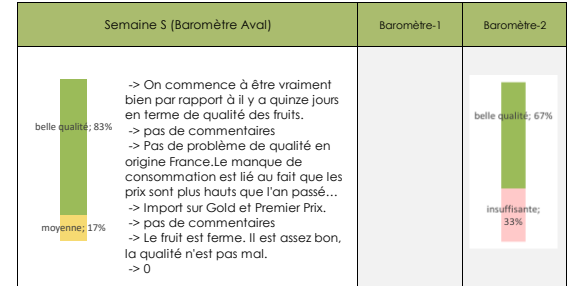 Semaine S (Baromètre Aval)
Baromètre-1
Baromètre-2
belle qualité; 83%
moyenne; 17%
-> On commence à être vraiment
bien par rapport à il y a quinze jours
en terme de qualité des fruits.
-> pas de commentaires
-> Pas de problème de qualité en
origine France.Le manque de
consommation est lié au fait que les
prix sont plus hauts que l'an passé…
-> Import sur Gold et Premier Prix.
-> pas de commentaires
-> Le fruit est ferme. Il est assez bon,
la qualité n'est pas mal.
-> 0
belle qualité; 67%
insuffisante;
33%